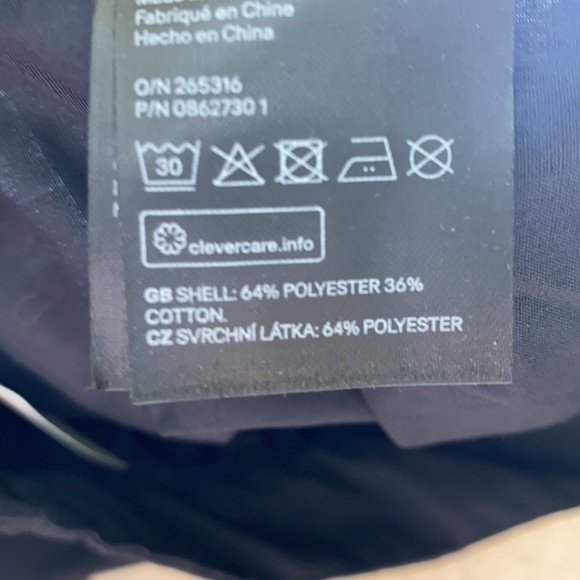 Fabriqué en Chine
Hecho en China
O/N 265316
P/N 0862730 1
30
clevercare.info
GB SHELL: 64% POLYESTER 36%
COTTON.
CZ SVRCHNÍ LÁTKA: 64% POLYESTER